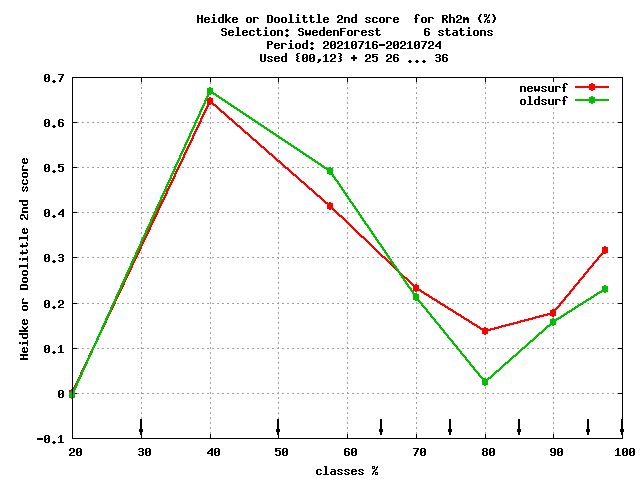 Heidke or Doolittle 2nd score  for Rh2m (%)
Selection: SwedenForest      6 stations
Period: 20210716-20210724
Used {00,12} + 25 26 ... 36
newsurf
oldsurf
0.7
0.6
0.5
0.4
0.3
0.2
0.1
0
-0.1
Heidke or Doolittle 2nd score
20 30 40 50 60 70 80 90 100
classes %